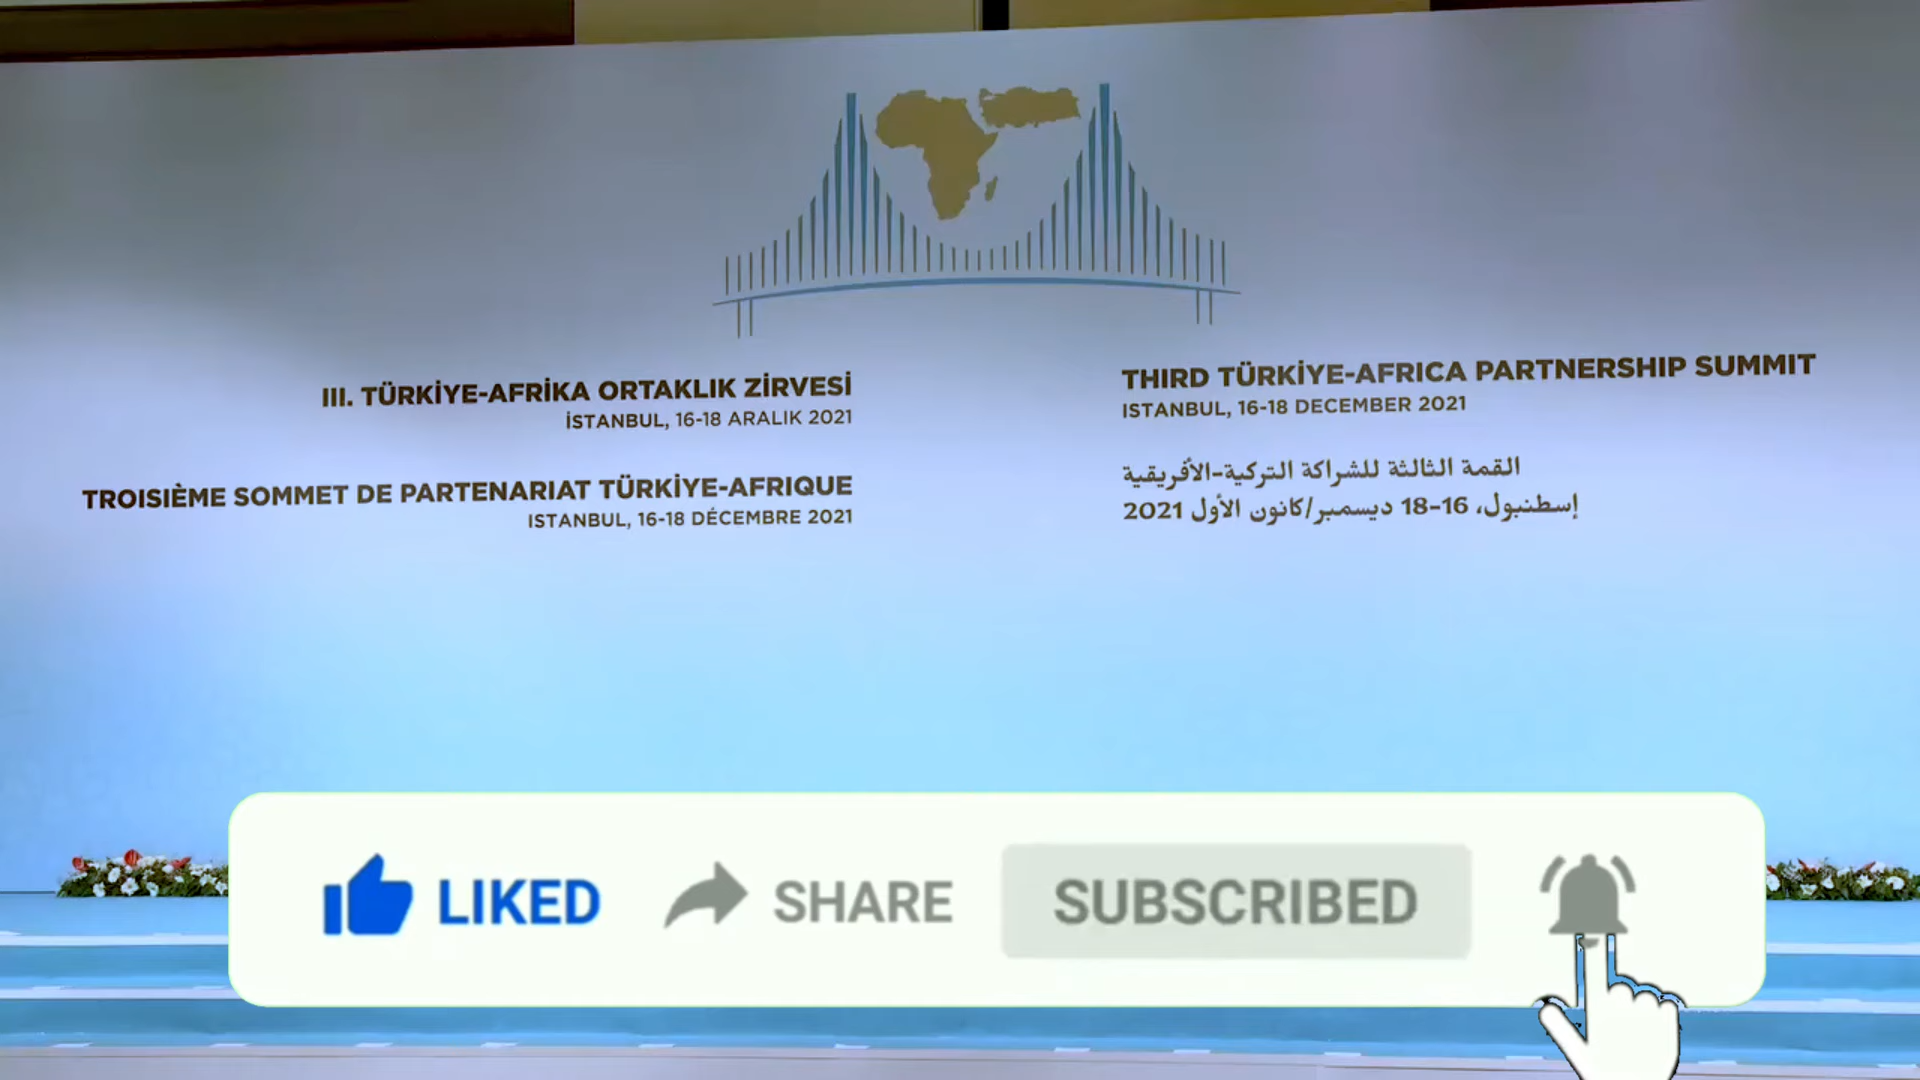 III. TÜRKİYE-AFRİKA ORTAKLIK ZİRVESİ
İSTANBUL, 16-18 ARALIK 2021
TROISIÈME SOMMET DE PARTENARIAT TÜRKİYE-AFRIQUE
ISTANBUL, 16-18 DÉCEMBRE 2021
THIRD TÜRKİYE-AFRICA PARTNERSHIP SUMMIT
ISTANBUL, 16-18 DECEMBER 2021
القمة الثالثة للشراكة التركية-الأفريقية
إسطنبول، 16-18 ديسمبر/كانون الأول 2021
LIKED
SHARE
SUBSCRIBED